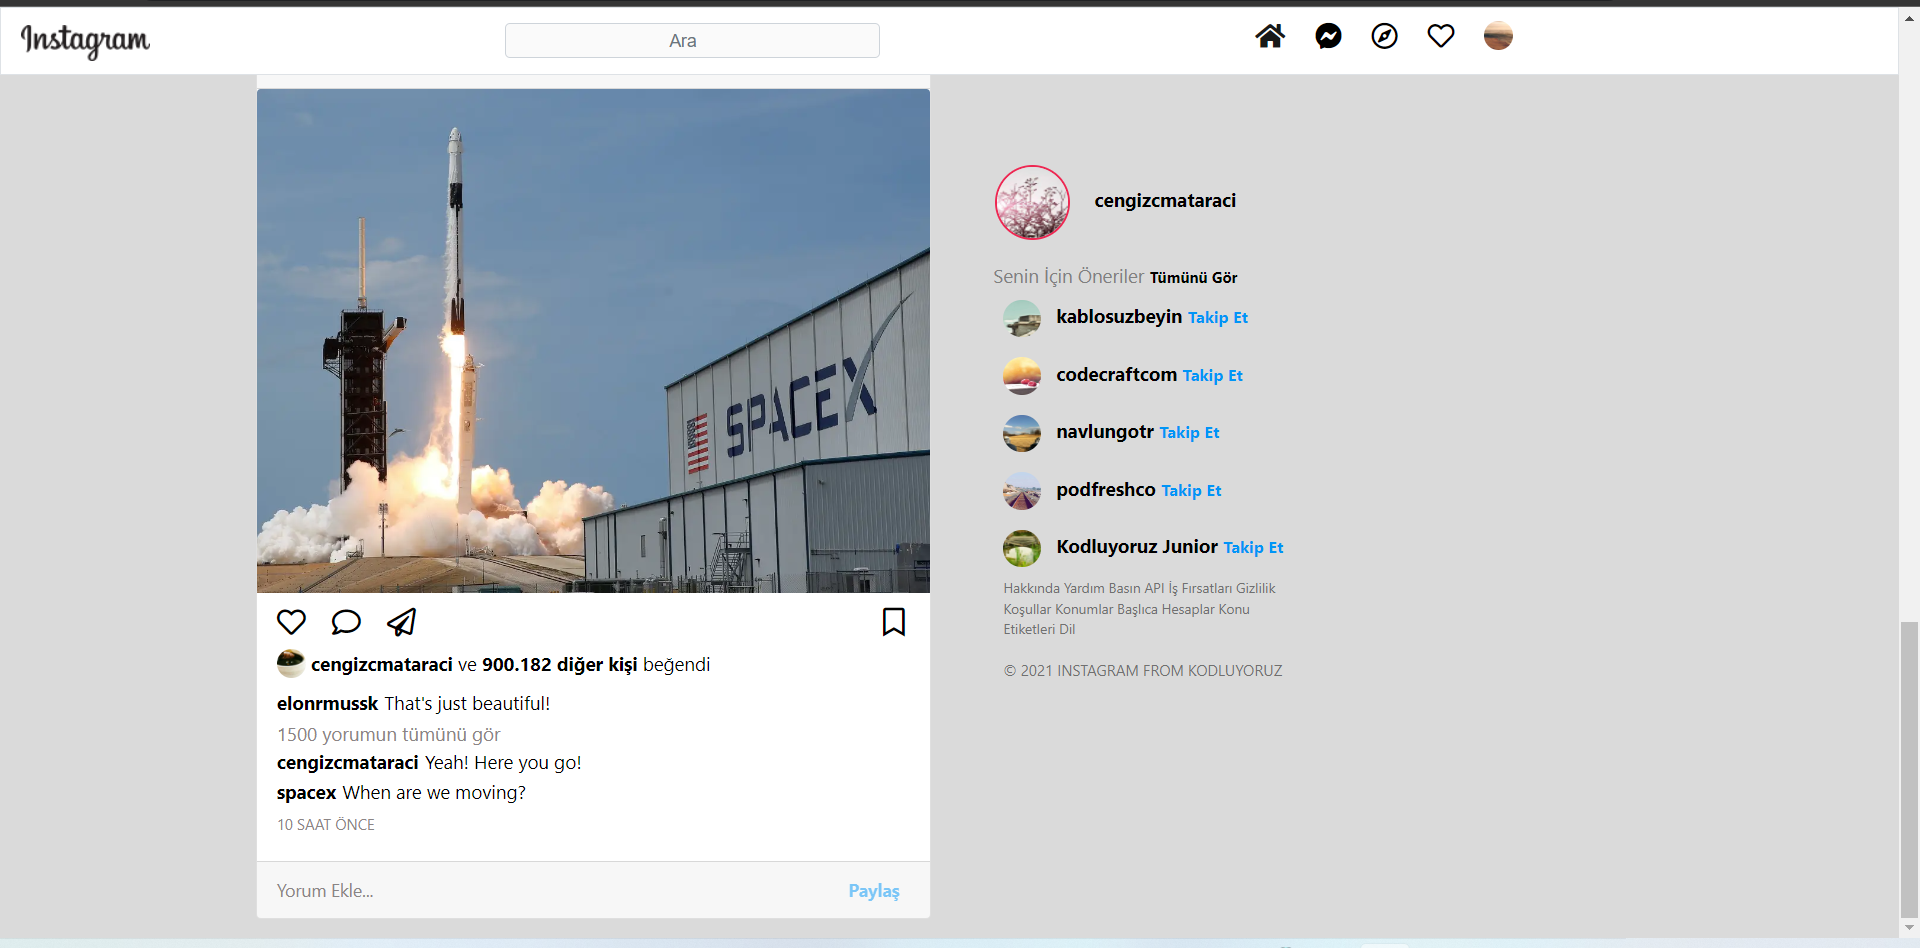 Instagram
Ara
SPACEX
cengizcmataraci ve 900.182 diğer kişi beğendi
elonrmussk That's just beautiful!
1500 yorumun tümünü gör
cengizcmataraci Yeah! Here you go!
spacex When are we moving?
10 SAAT ÖNCE
Yorum Ekle...
Paylaş
cengizcmataraci
Senin İçin Öneriler Tümünü Gör
kablosuzbeyin Takip Et
codecraftcom Takip Et
navlungotr Takip Et
podfreshco Takip Et
Kodluyoruz Junior Takip Et
Hakkında Yardım Basın API İş Fırsatları Gizlilik
Koşullar Konumlar Başlıca Hesaplar Konu
Etiketleri Dil
© 2021 INSTAGRAM FROM KODLUYORUZ